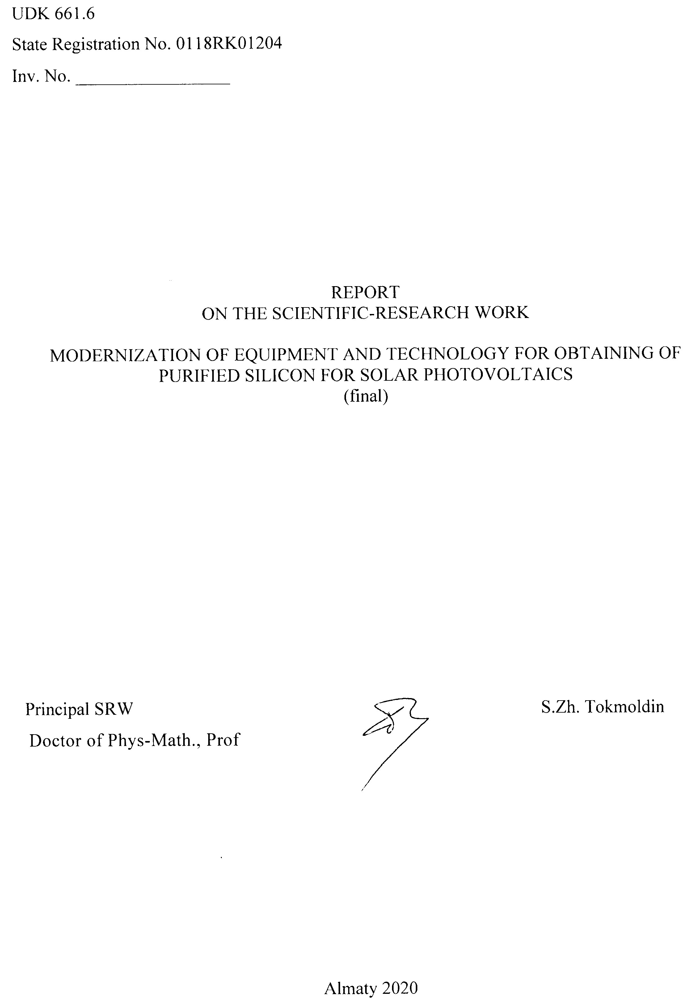 UDK 661.6
State Registration No. 0118RK01204
Inv. No.
REPORT
ON THE SCIENTIFIC-RESEARCH WORK
MODERNIZATION OF EQUIPMENT AND TECHNOLOGY FOR OBTAINING OF
PURIFIED SILICON FOR SOLAR PHOTOVOLTAICS
(final)
Principal SRW
S.Zh. Tokmoldin
Doctor of Phys-Math., Prof
Almaty 2020